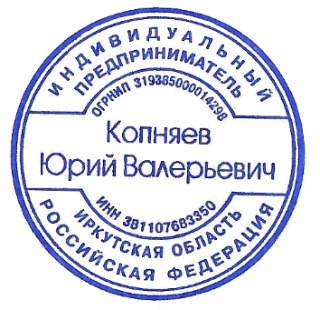 ИНДИВИДУАЛЬНЫЙ
ПРЕДПРИНИМАТЕЛЬ
ОГРНИП 319385000014298
Копняев
Юрий Валерьевич
ИНН 381107683350
ИРКУТСКАЯ ОБЛАСТЬ
РОССИЙСКАЯ ФЕДЕРАЦИЯ